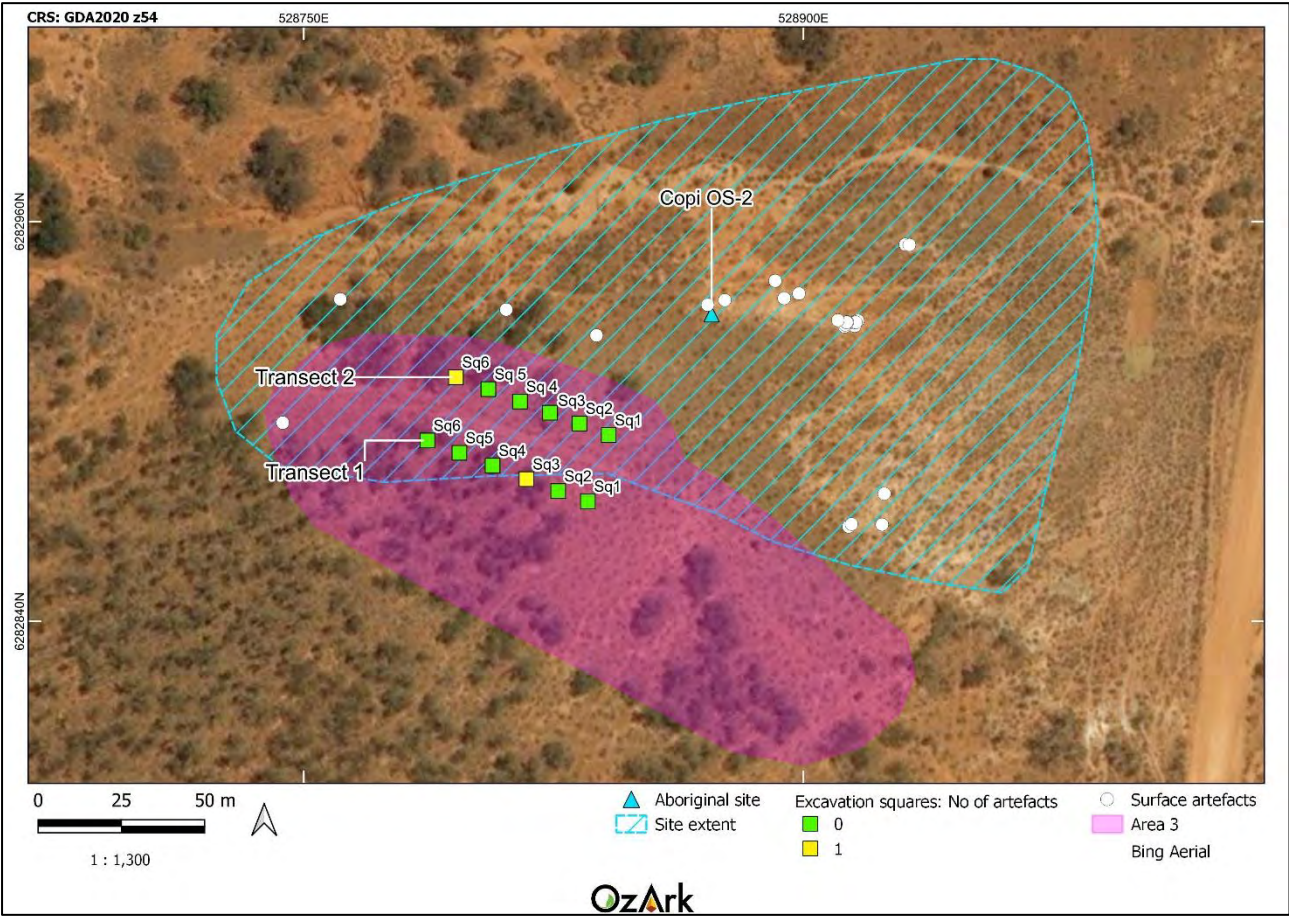 CRS: GDA2020 z54
528750E
528900E
6282960N
6282840N
Copi OS-2
Transect 2
Sq6
Sq 5
Sq 4
Sq3
Sq2
Sq1
Transect 1
Sq6
Sq5
Sq4
Sq3
Sq2
Sq1
0 25 50 m
1 : 1,300
Aboriginal site
Site extent
Excavation squares: No of artefacts
0
1
Surface artefacts
Area 3
Bing Aerial
OzArk